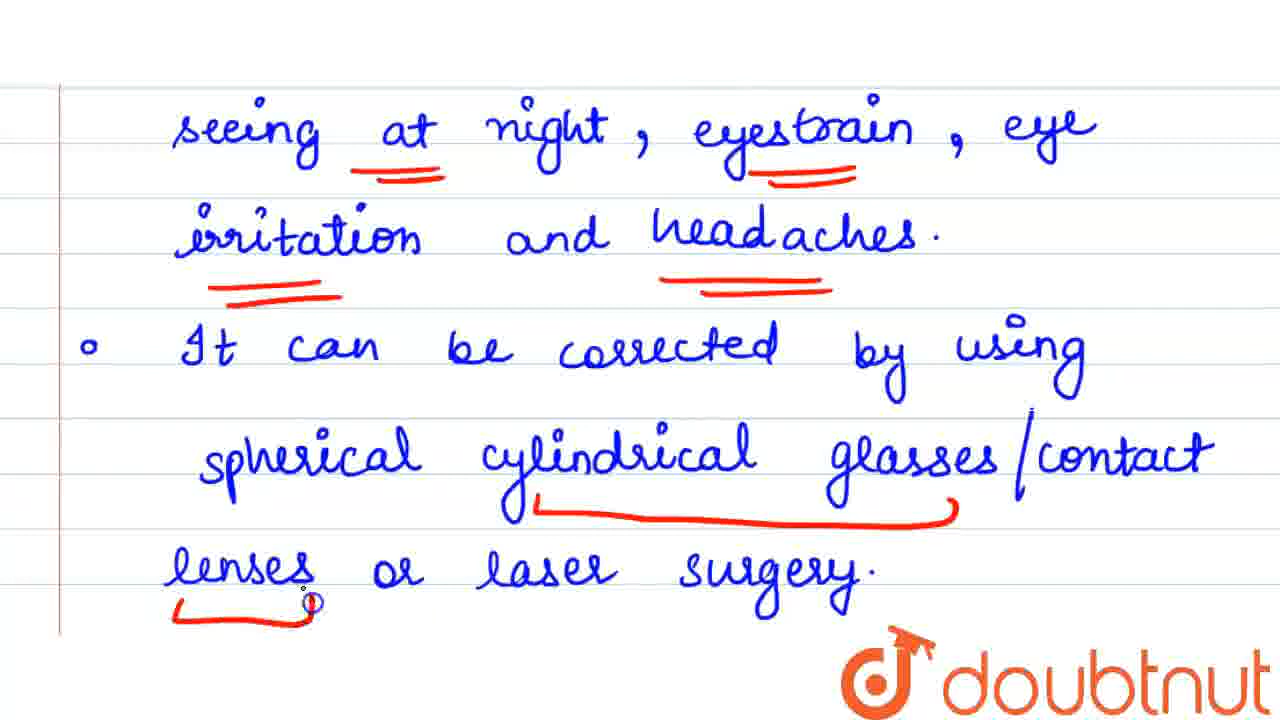 seeing at night, eyestrain, eye
irritation and headaches.
It can be corrected by using
spherical cylindrical glasses/contact
lenses or laser surgery.
doubtnut